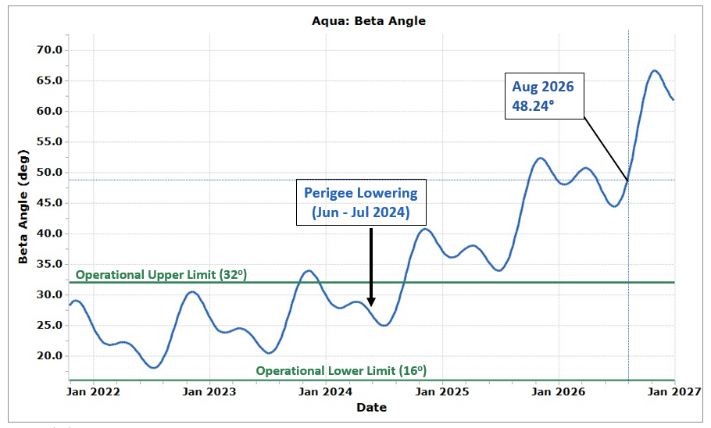 Aqua: Beta Angle
70.0
65.0
60.0
55.0
50.0
45.0
40.0
35.0
30.0
25.0
20.0
Beta Angle (deg)
Aug 2026
48.24°
Perigee Lowering
(Jun - Jul 2024)
Operational Upper Limit (32⁰)
Operational Lower Limit (16⁰)
Jan 2022
Jan 2023
Jan 2024
Jan 2025
Jan 2026
Jan 2027
Date